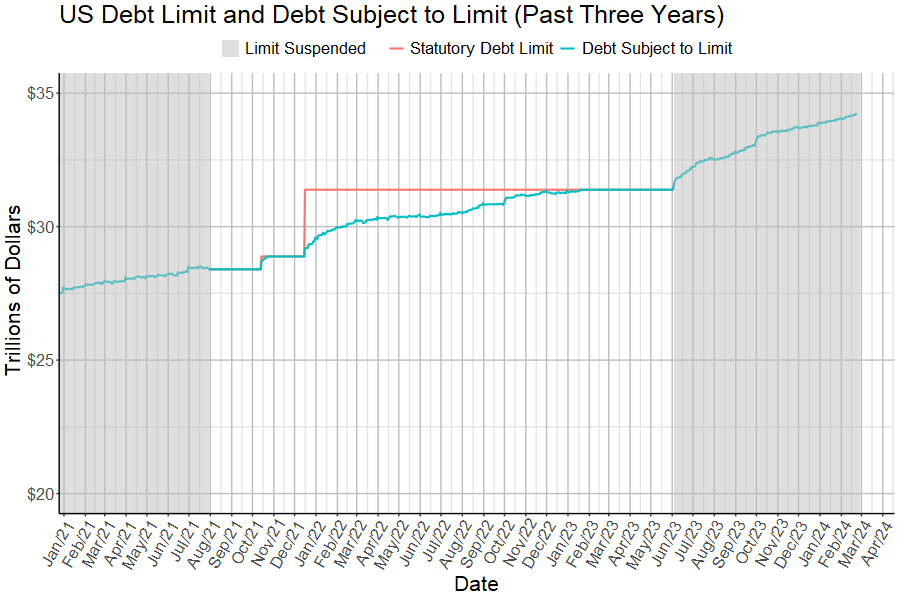 US Debt Limit and Debt Subject to Limit (Past Three Years)
Limit Suspended Statutory Debt Limit Debt Subject to Limit
Trillions of Dollars
$35
$30
$25
$20
Jan/21 Feb/21 Mar/21 Apr/21 May/21 Jun/21 Jul/21 Aug/21 Sep/21 Oct/21 Nov/21 Dec/21 Jan/22 Feb/22 Mar/22 Apr/22 May/22 Jun/22 Jul/22 Aug/22 Sep/22 Oct/22 Nov/22 Dec/22 Jan/23 Feb/23 Mar/23 Apr/23 May/23 Jun/23 Jul/23 Aug/23 Sep/23 Oct/23 Nov/23 Dec/23 Jan/24 Feb/24 Mar/24 Apr/24
Date